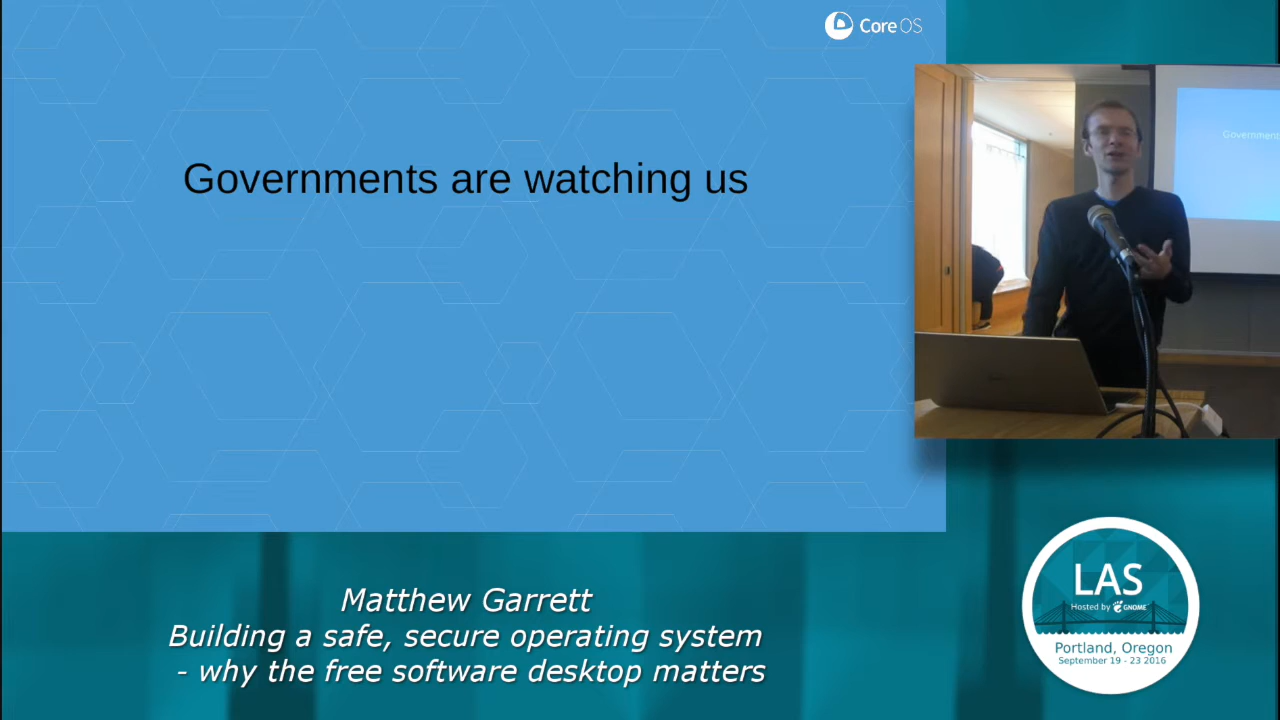 CoreOS
Governments are watching us
Government
Matthew Garrett
Building a safe, secure operating system
- why the free software desktop matters
LAS
Hosted by GNOME
Portland, Oregon
September 19 - 23 2016